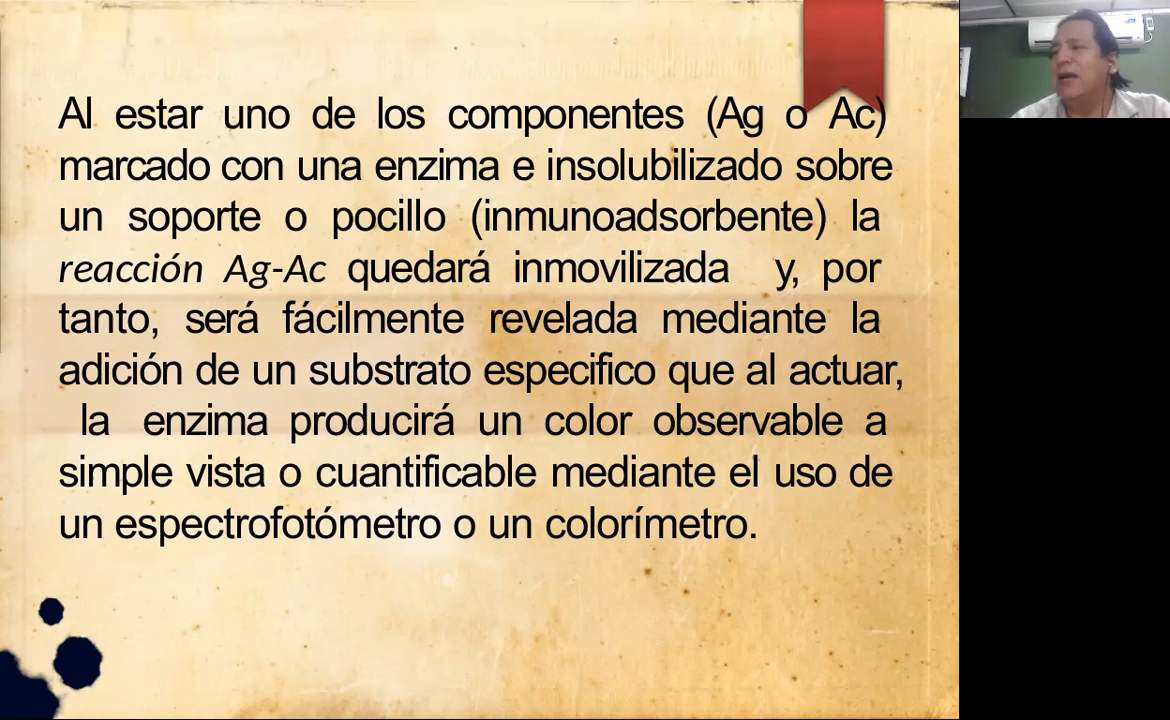 Al estar uno de los componentes (Ag o Ac)
marcado con una enzima e insolubilizado sobre
un soporte o pocillo (inmunoadsorbente) la
reacción Ag-Ac quedará inmovilizada y, por
tanto, será fácilmente revelada mediante la
adición de un substrato especifico que al actuar,
la enzima producirá un color observable a
simple vista o cuantificable mediante el uso de
un espectrofotómetro o un colorímetro.